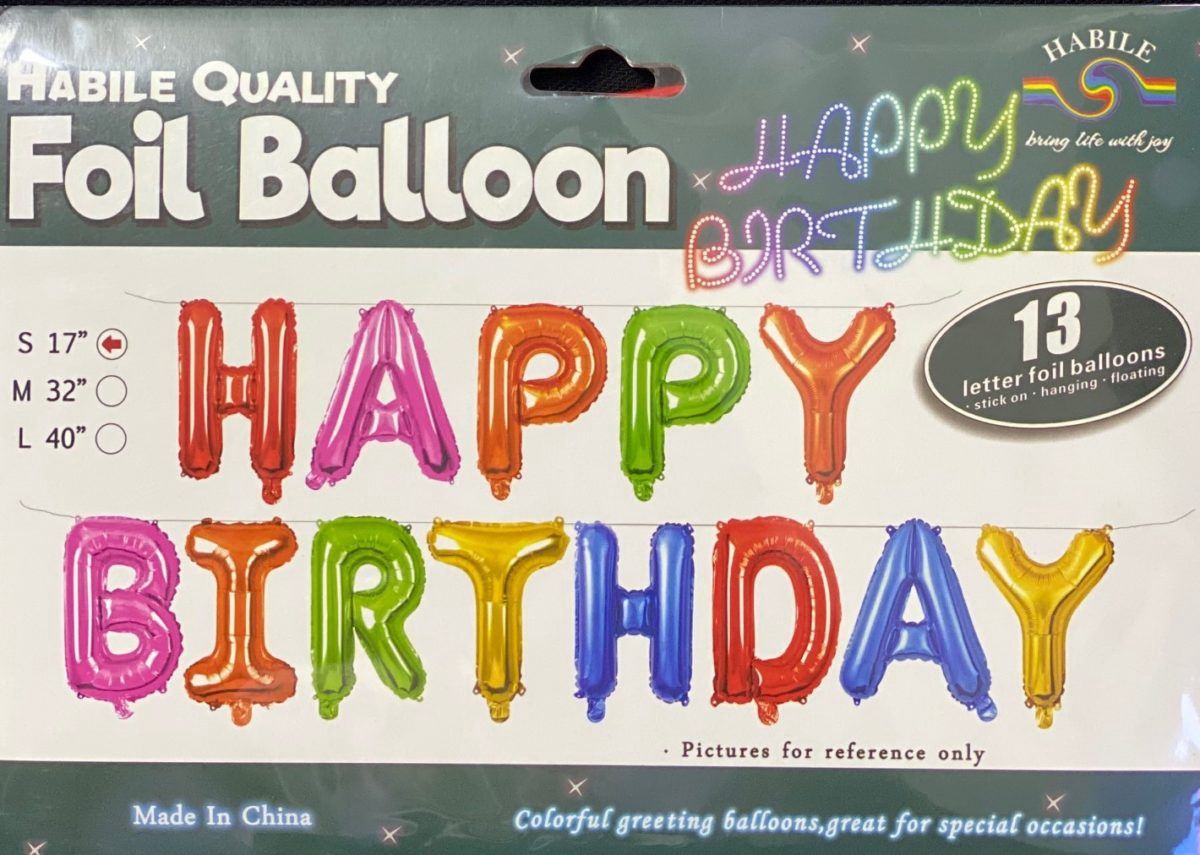 HABILE QUALITY
Foil Balloon
HAPPY
BIRTHDAY
HABILE
bring life with joy
S 17”
M 32”
L 40”
HAPPY
13
letter foil balloons
· stick on · hanging · floating
BIRTHDAY
· Pictures for reference only
Made In China
Colorful greeting balloons,great for special occasions!